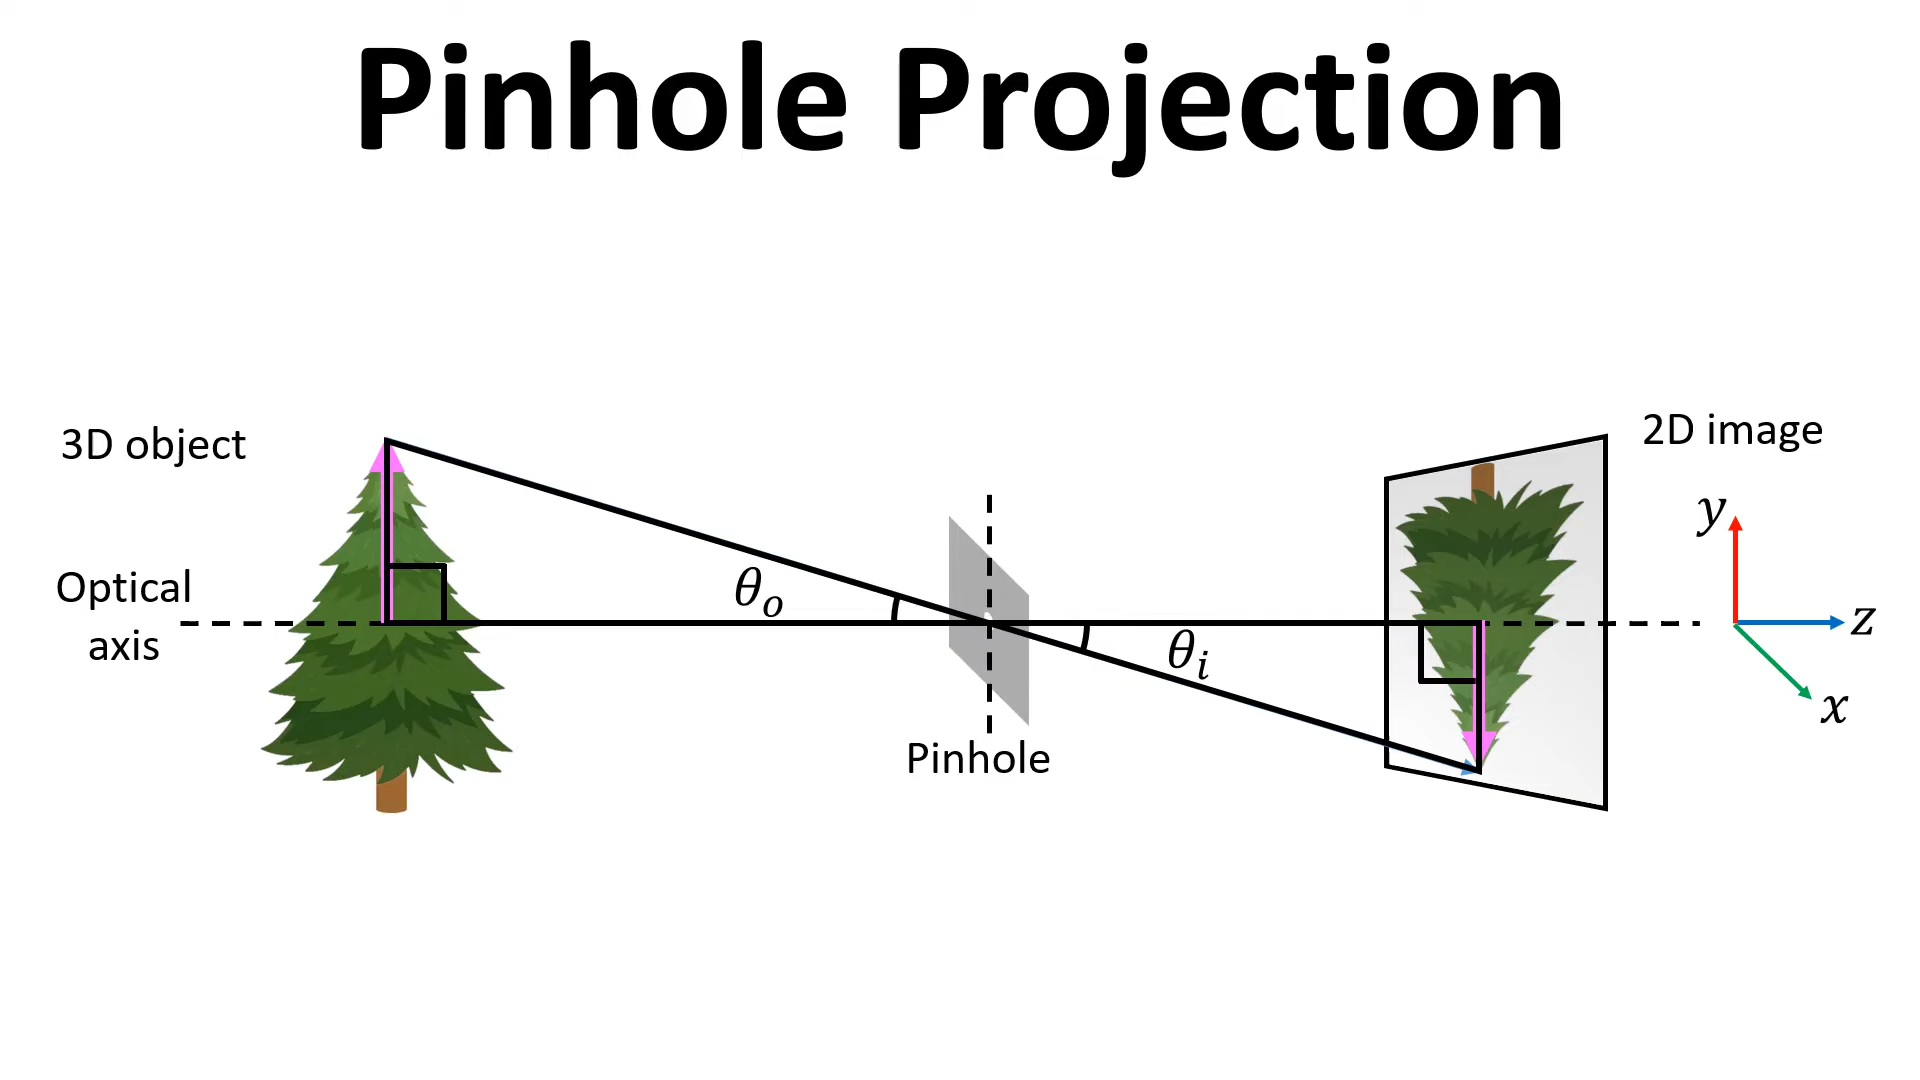 Pinhole Projection
3D object
2D image
y
Optical
axis
θₒ
θᵢ
z
x
Pinhole